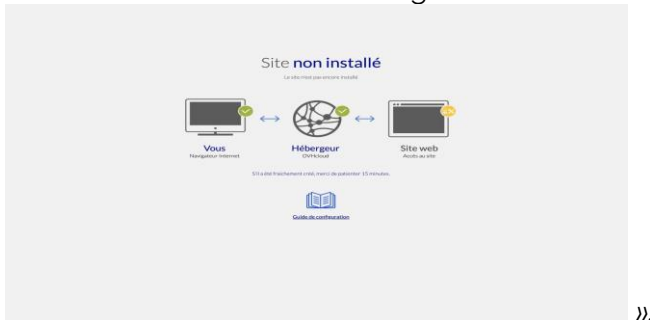 Site non installé
Le site n'est pas encore installé
Vous
Navigateur Internet
Hébergeur
OVHcloud
Site web
Accès au site
S'il a été fraichement créé, merci de patienter 15 minutes.
Guide de configuration
».